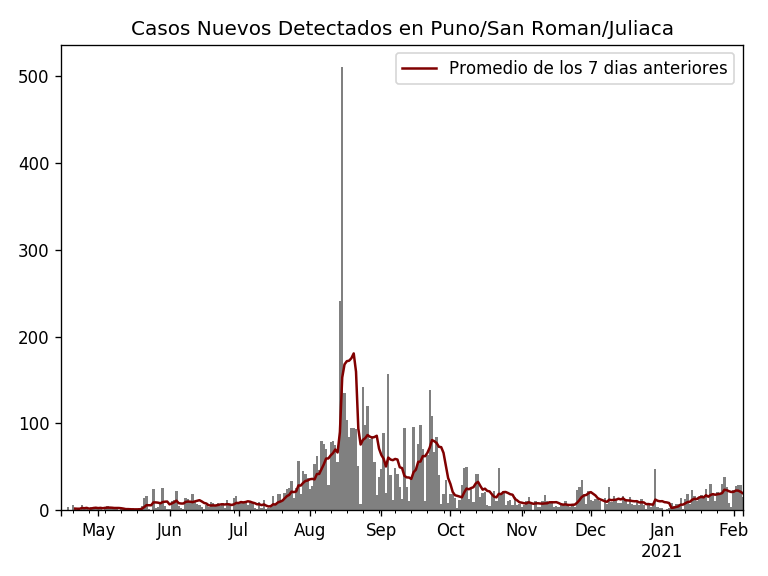 Casos Nuevos Detectados en Puno/San Roman/Juliaca
Promedio de los 7 dias anteriores
500
400
300
200
100
0
May Jun Jul Aug Sep Oct Nov Dec Jan Feb
2021